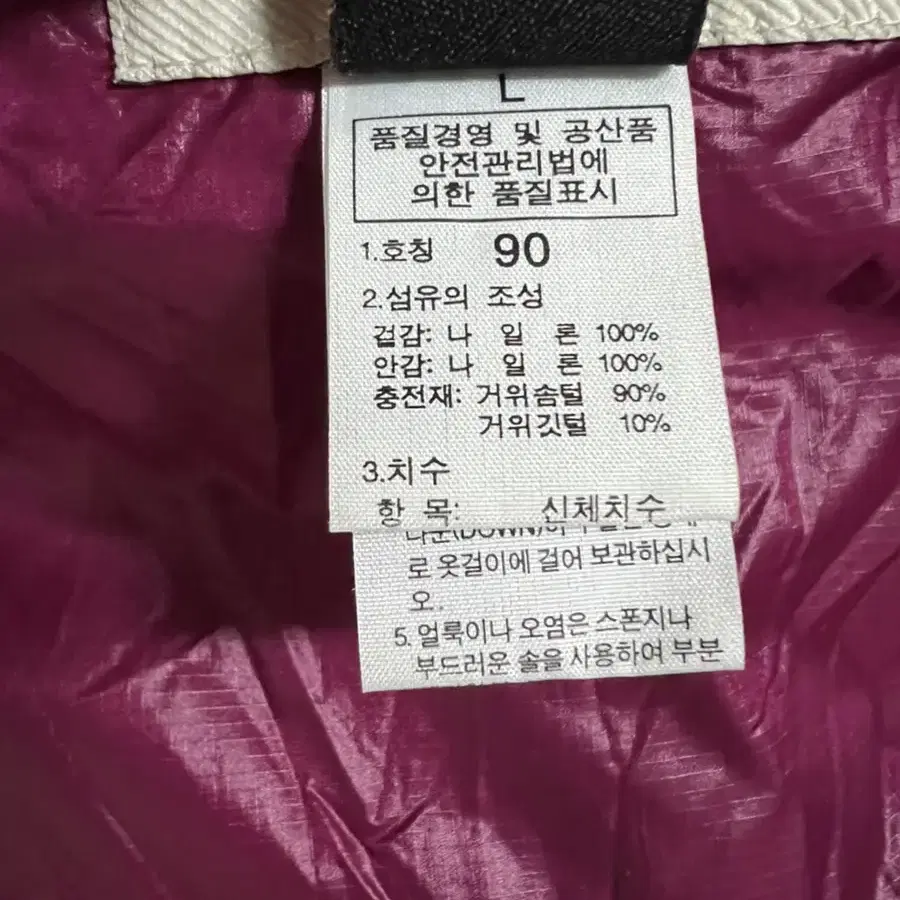 L
품질경영 및 공산품
안전관리법에
의한 품질표시
1.호칭 90
2.섬유의 조성
겉감: 나 일 론 100%
안감: 나 일 론 100%
충전재: 거위솜털 90%
거위깃털 10%
3.치수
항 목: 신체치수
다운(DOWN)이
로 옷걸이에 걸어 보관하십시
오.
5. 얼룩이나 오염은 스폰지나
부드러운 솔을 사용하여 부분